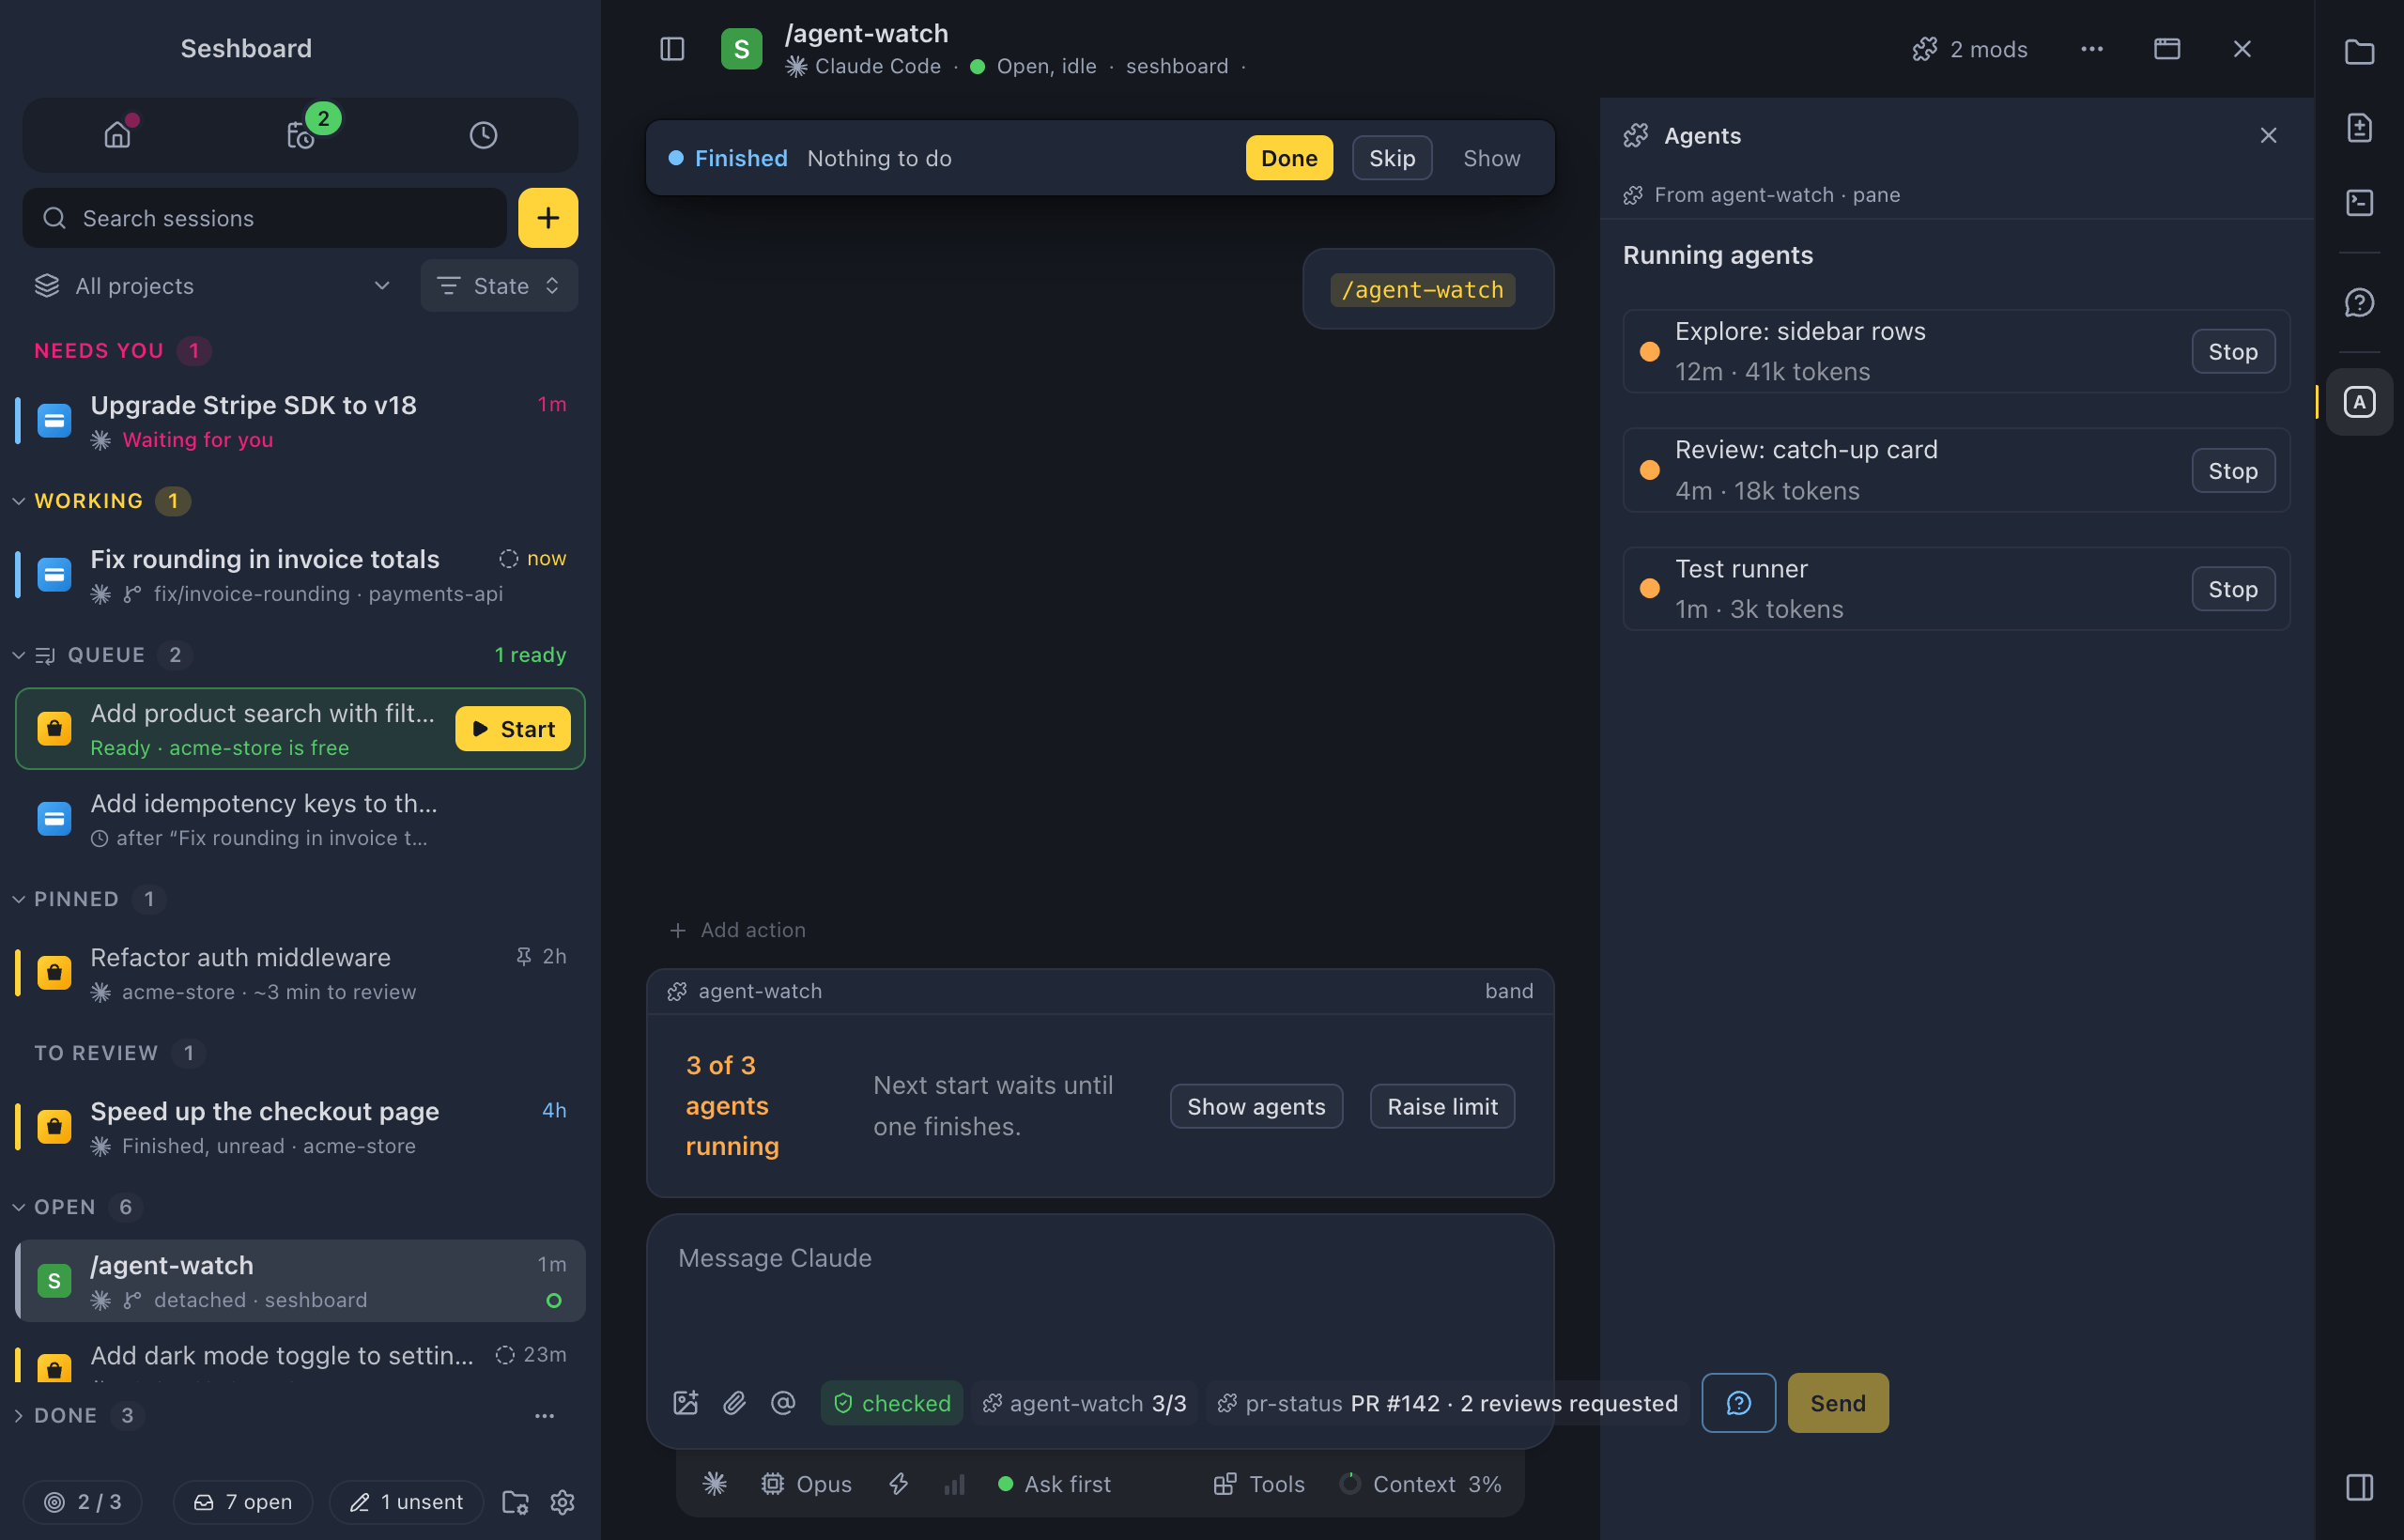 Seshboard
2
Search sessions
All projects
State
NEEDS YOU 1
Upgrade Stripe SDK to v18 1m
Waiting for you
WORKING 1
Fix rounding in invoice totals now
fix/invoice-rounding · payments-api
QUEUE 2 1 ready
Add product search with filt...
Ready · acme-store is free
Start
Add idempotency keys to th...
after “Fix rounding in invoice t...
PINNED 1
Refactor auth middleware 2h
acme-store · ~3 min to review
TO REVIEW 1
Speed up the checkout page 4h
Finished, unread · acme-store
OPEN 6
S
/agent-watch 1m
detached · seshboard
Add dark mode toggle to settin... 23m
DONE 3
2 / 3
7 open
1 unsent
S
/agent-watch
Claude Code · Open, idle · seshboard ·
2 mods
Finished Nothing to do
Done
Skip
Show
/agent-watch
Add action
agent-watch band
3 of 3
agents
running
Next start waits until
one finishes.
Show agents
Raise limit
Message Claude
checked
agent-watch 3/3
pr-status PR #142 · 2 reviews requested
Send
Opus
Ask first
Tools
Context 3%
Agents
From agent-watch · pane
Running agents
Explore: sidebar rows
12m · 41k tokens
Stop
Review: catch-up card
4m · 18k tokens
Stop
Test runner
1m · 3k tokens
Stop
A